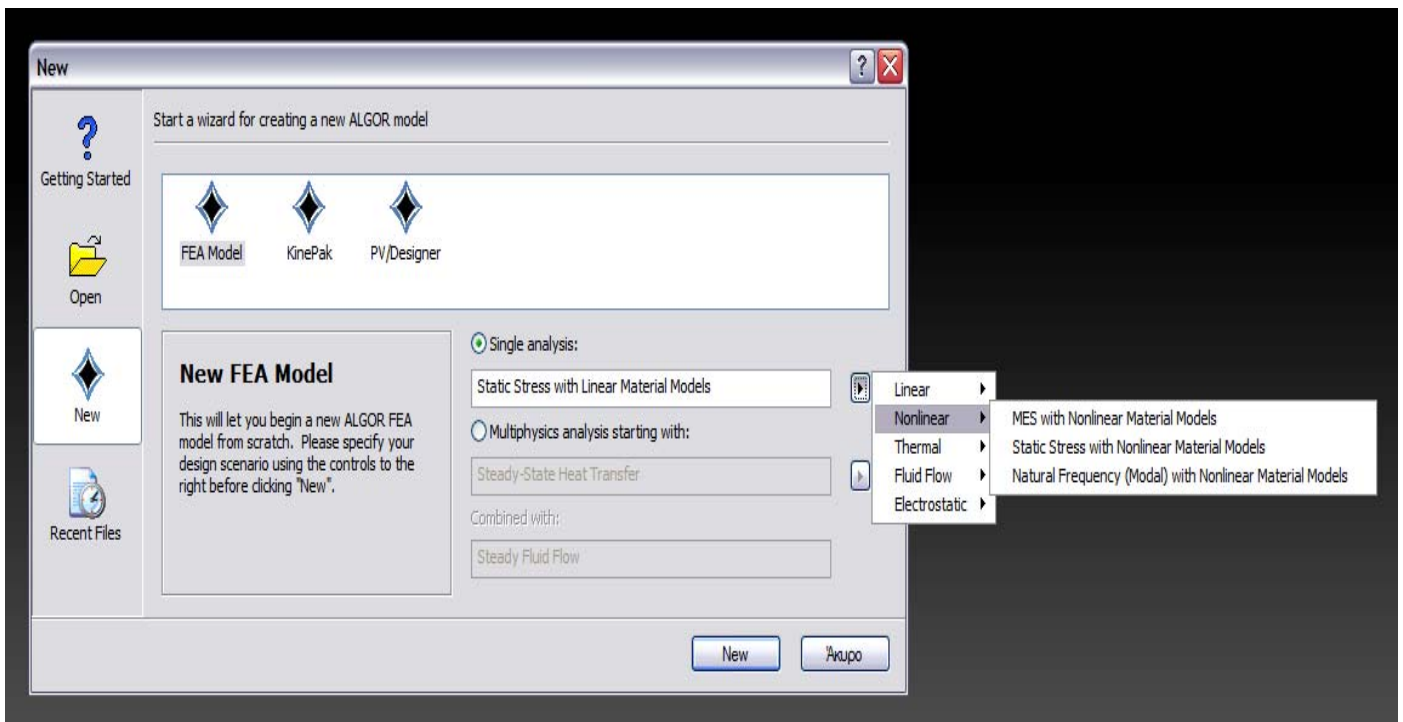 New
Getting Started
Open
New
Recent Files
Start a wizard for creating a new ALGOR model
FEA Model
KinePak
PV/Designer
New FEA Model
This will let you begin a new ALGOR FEA
model from scratch. Please specify your
design scenario using the controls to the
right before clicking "New".
Single analysis:
Static Stress with Linear Material Models
Multiphysics analysis starting with:
Steady-State Heat Transfer
Combined with:
Steady Fluid Flow
Linear
Nonlinear
Thermal
Fluid Flow
Electrostatic
MES with Nonlinear Material Models
Static Stress with Nonlinear Material Models
Natural Frequency (Modal) with Nonlinear Material Models
New
Άκυρο